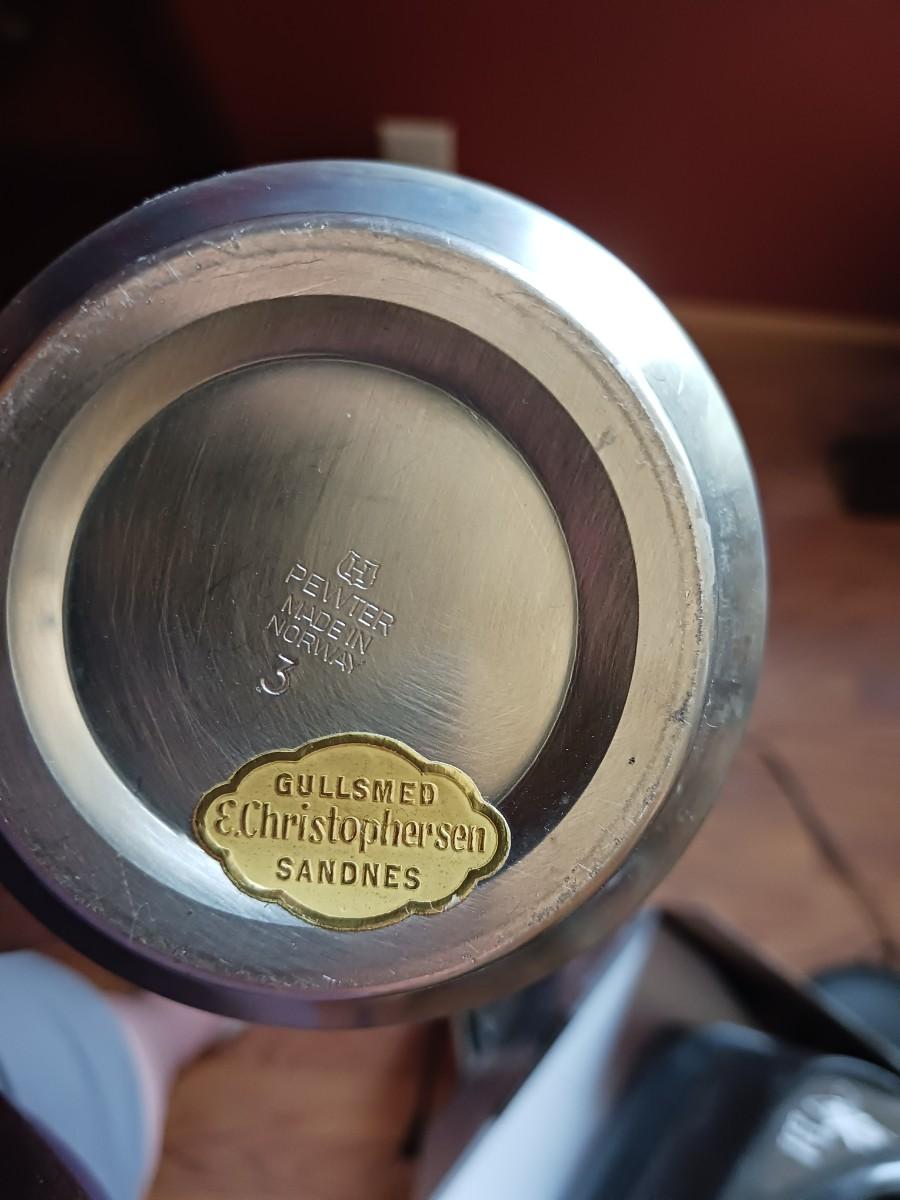 H
PEWTER
MADE IN
NORWAY
3
GULLSMED
E.Christophersen
SANDNES